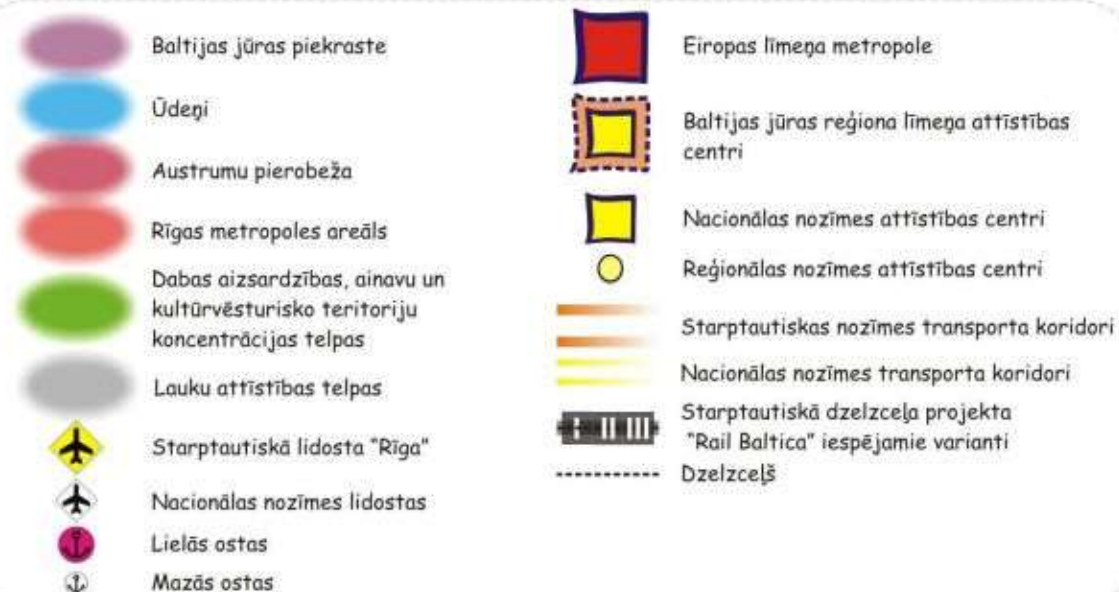 Baltijas jūras piekraste
Ūdeņi
Austrumu pierobeža
Rīgas metropoles areāls
Dabas aizsardzības, ainavu un
kultūrvēsturisko teritoriju
koncentrācijas telpas
Lauku attīstības telpas
Starptautiskā lidosta "Rīga"
Nacionālas nozīmes lidostas
Lielās ostas
Mazās ostas
Eiropas līmeņa metropole
Baltijas jūras reģiona līmeņa attīstības
centri
Nacionālas nozīmes attīstības centri
Reģionālas nozīmes attīstības centri
Starptautiskas nozīmes transporta koridori
Nacionālas nozīmes transporta koridori
Starptautiskā dzelzceļa projekta
"Rail Baltica" iespējamie varianti
Dzelzceļš